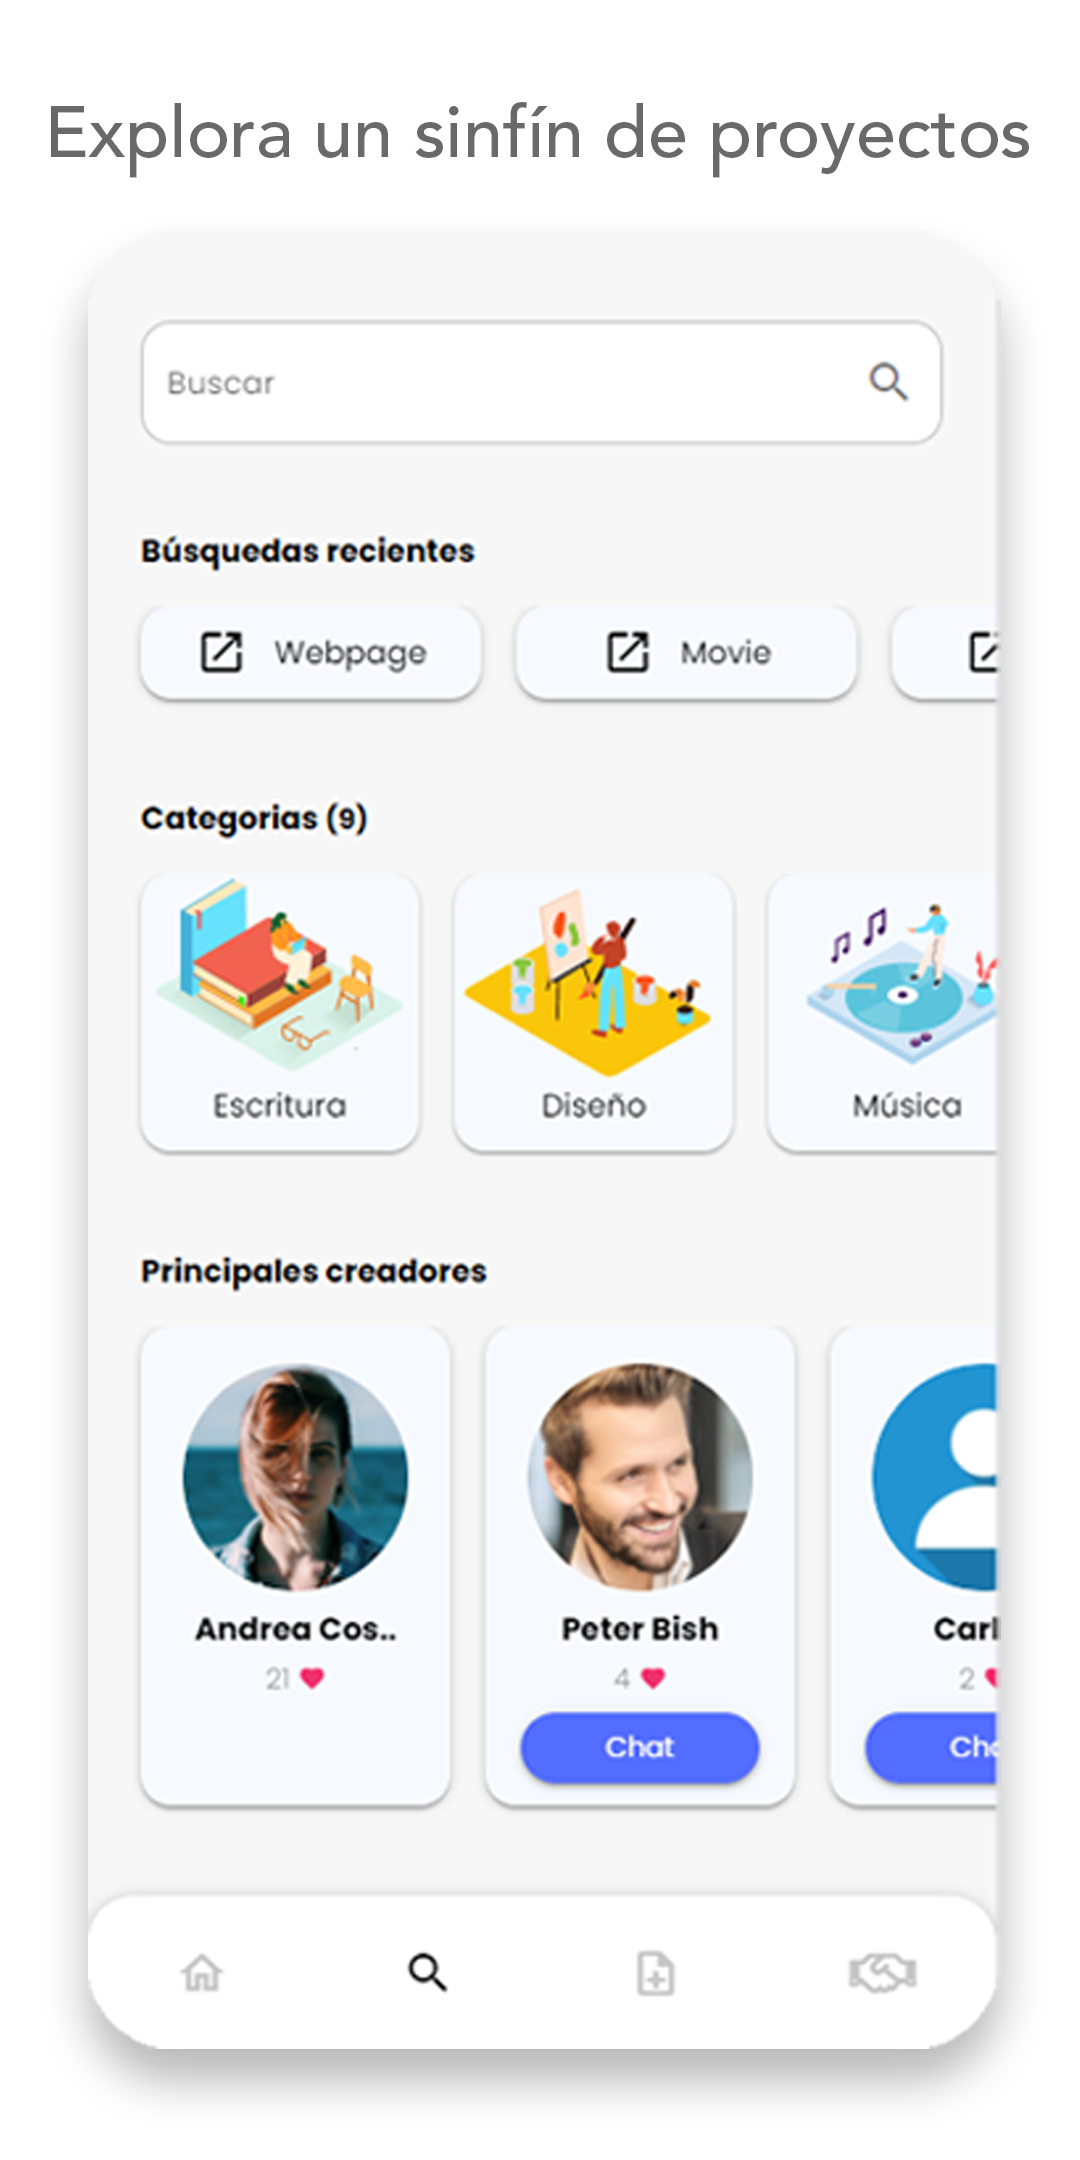 Explora un sinfín de proyectos
Buscar
Búsquedas recientes
Webpage
Movie
Categorias (9)
Escritura
Diseño
Música
Principales creadores
Andrea Cos..
Peter Bish
Carl
21
4
2
Chat